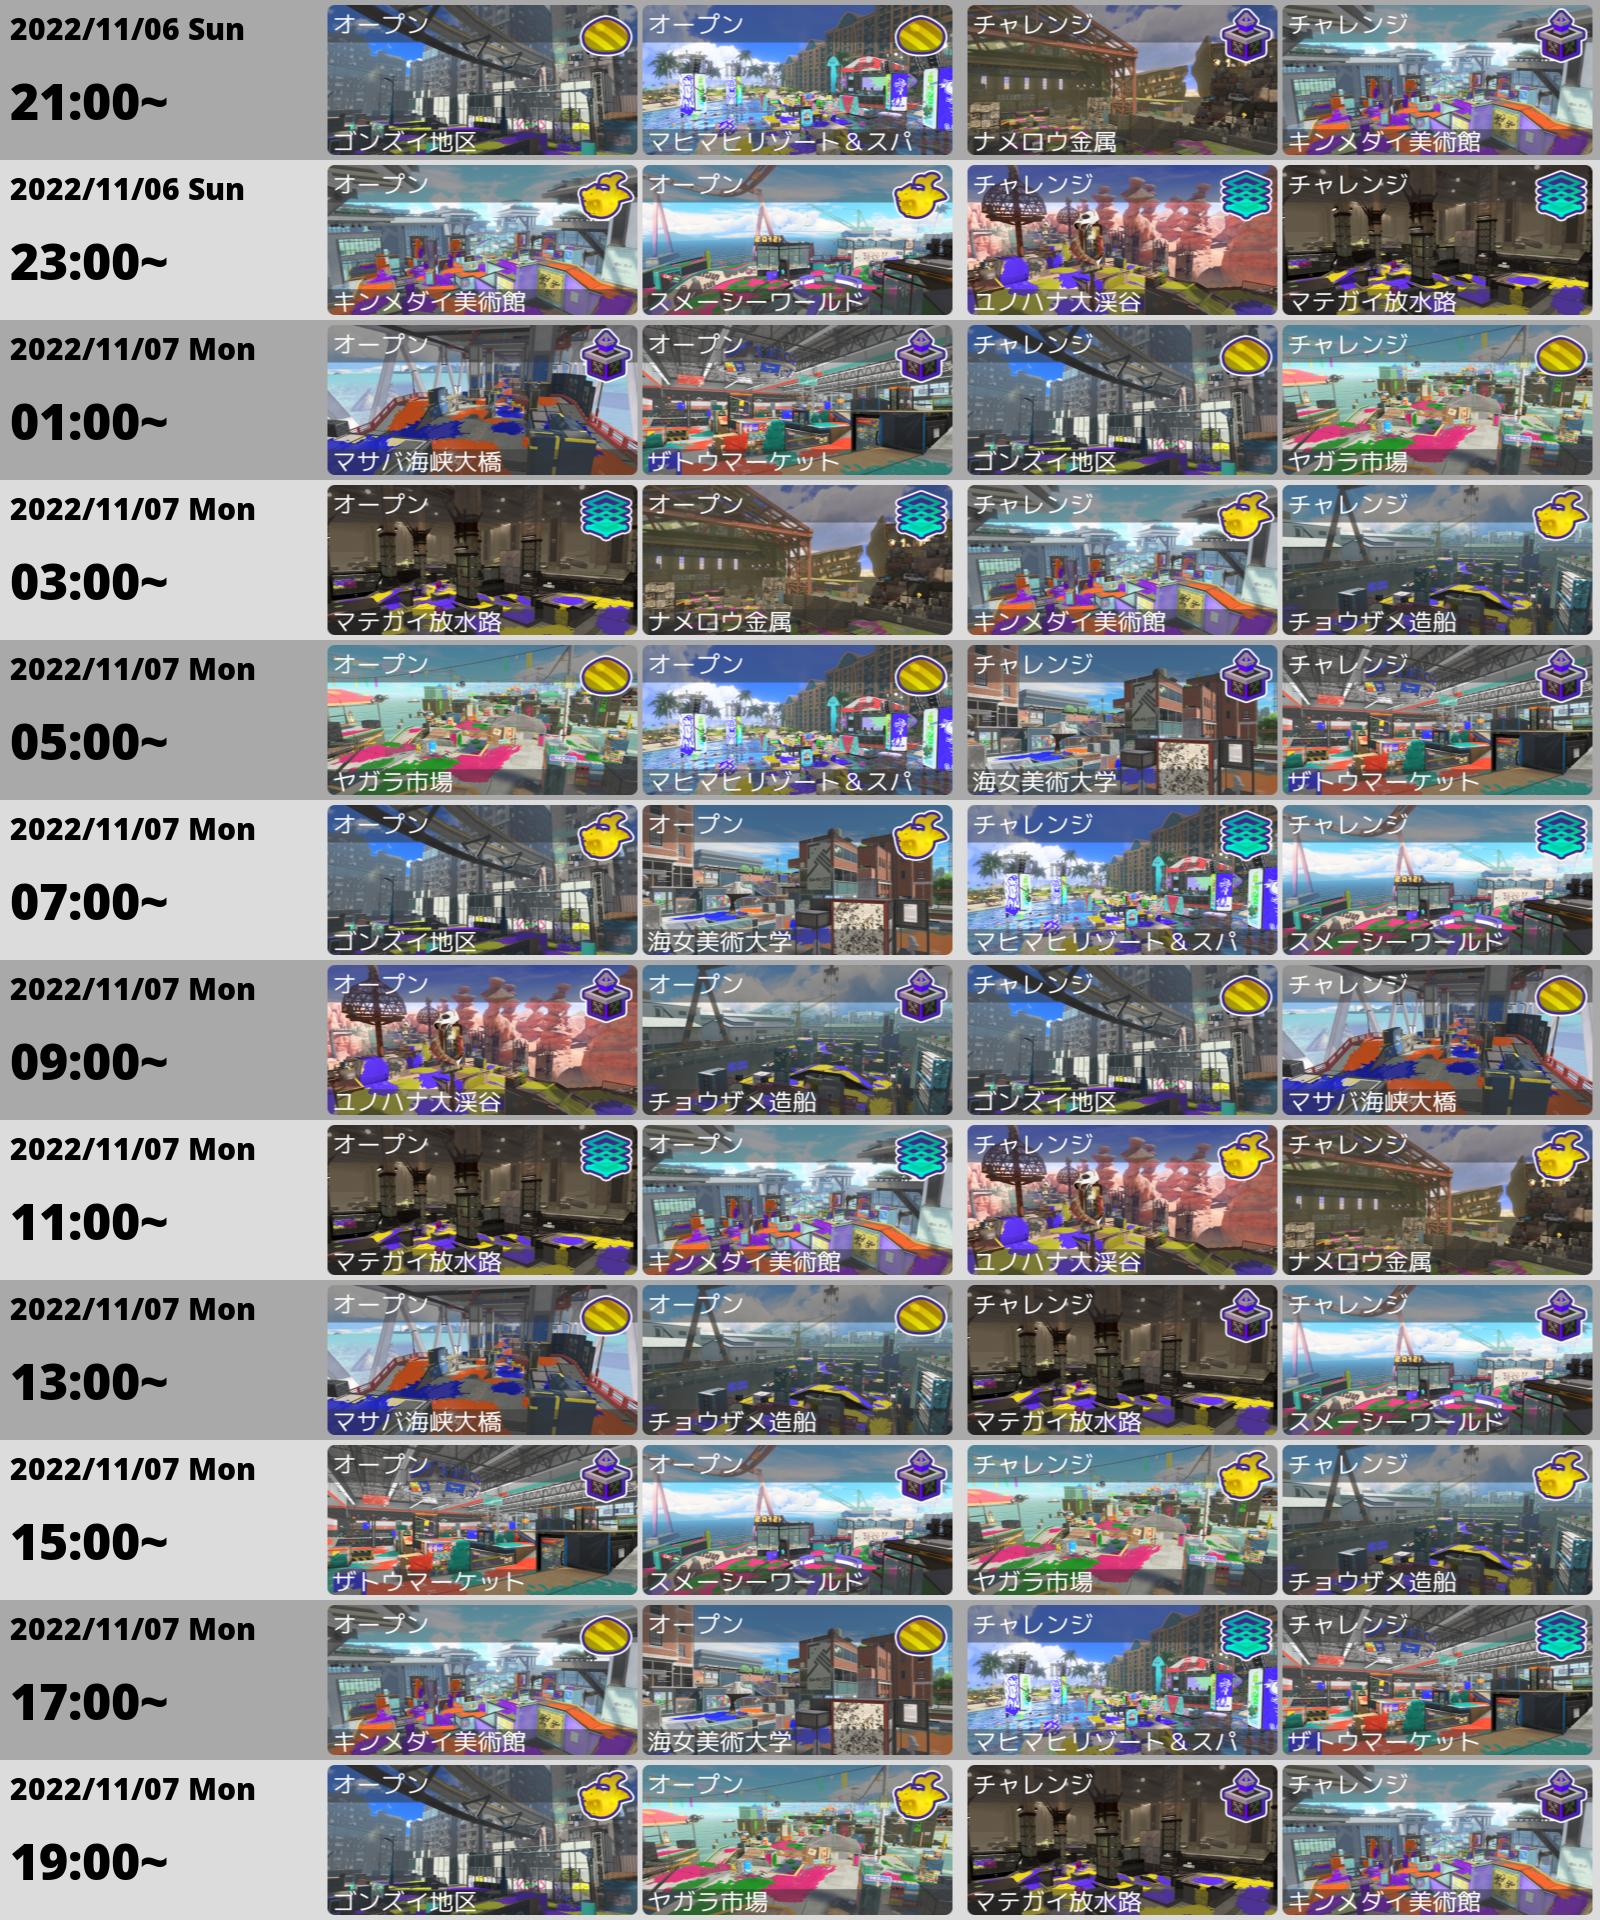 2022/11/06 Sun
21:00~
オープン オープン チャレンジ チャレンジ
ゴンズイ地区 マヒマヒリゾート＆スパ ナメロウ金属 キンメダイ美術館
2022/11/06 Sun
23:00~
オープン オープン チャレンジ チャレンジ
キンメダイ美術館 スメーシーワールド ユノハナ大渓谷 マテガイ放水路
2022/11/07 Mon
01:00~
オープン オープン チャレンジ チャレンジ
マサバ海峡大橋 ザトウマーケット ゴンズイ地区 ヤガラ市場
2022/11/07 Mon
03:00~
オープン オープン チャレンジ チャレンジ
マテガイ放水路 ナメロウ金属 キンメダイ美術館 チョウザメ造船
2022/11/07 Mon
05:00~
オープン オープン チャレンジ チャレンジ
ヤガラ市場 マヒマヒリゾート＆スパ 海女美術大学 ザトウマーケット
2022/11/07 Mon
07:00~
オープン オープン チャレンジ チャレンジ
ゴンズイ地区 海女美術大学 マヒマヒリゾート＆スパ スメーシーワールド
2022/11/07 Mon
09:00~
オープン オープン チャレンジ チャレンジ
ユノハナ大渓谷 チョウザメ造船 ゴンズイ地区 マサバ海峡大橋
2022/11/07 Mon
11:00~
オープン オープン チャレンジ チャレンジ
マテガイ放水路 キンメダイ美術館 ユノハナ大渓谷 ナメロウ金属
2022/11/07 Mon
13:00~
オープン オープン チャレンジ チャレンジ
マサバ海峡大橋 チョウザメ造船 マテガイ放水路 スメーシーワールド
2022/11/07 Mon
15:00~
オープン オープン チャレンジ チャレンジ
ザトウマーケット スメーシーワールド ヤガラ市場 チョウザメ造船
2022/11/07 Mon
17:00~
オープン オープン チャレンジ チャレンジ
キンメダイ美術館 海女美術大学 マヒマヒリゾート＆スパ ザトウマーケット
2022/11/07 Mon
19:00~
オープン オープン チャレンジ チャレンジ
ゴンズイ地区 ヤガラ市場 マテガイ放水路 キンメダイ美術館